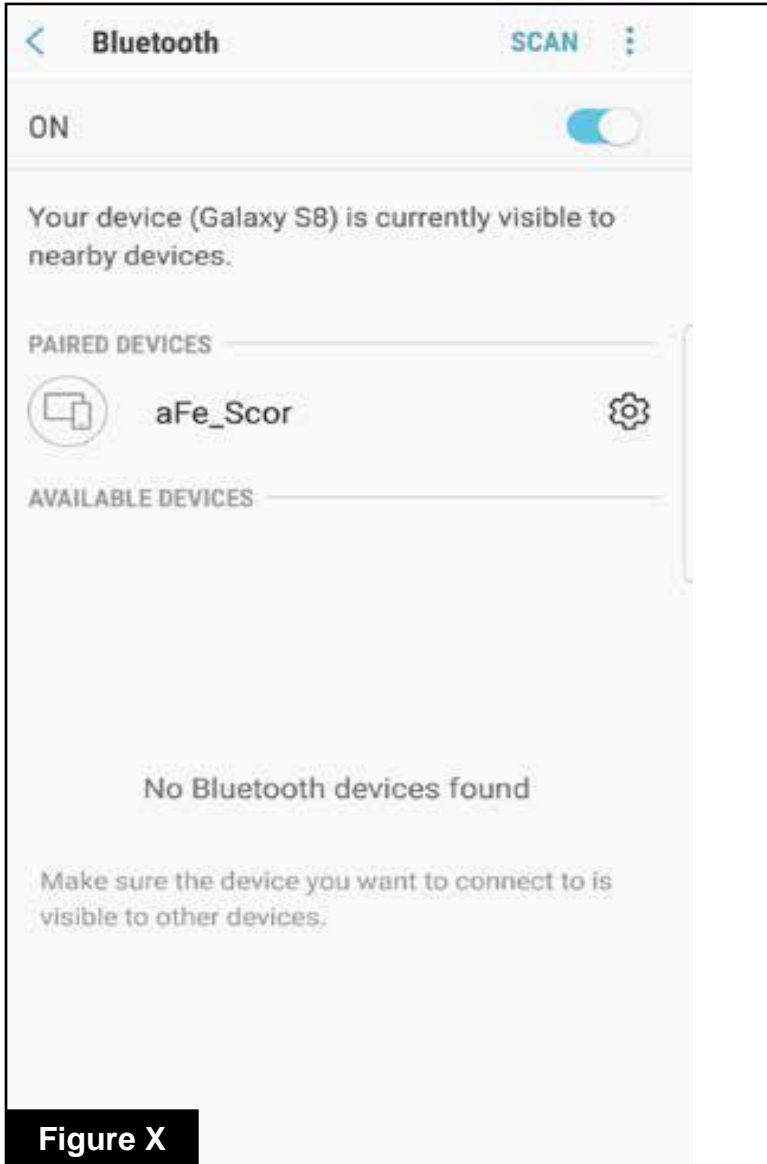 Bluetooth SCAN
ON
Your device (Galaxy S8) is currently visible to
nearby devices.
PAIRED DEVICES
aFe_Scor
AVAILABLE DEVICES
No Bluetooth devices found
Make sure the device you want to connect to is
visible to other devices.
Figure X